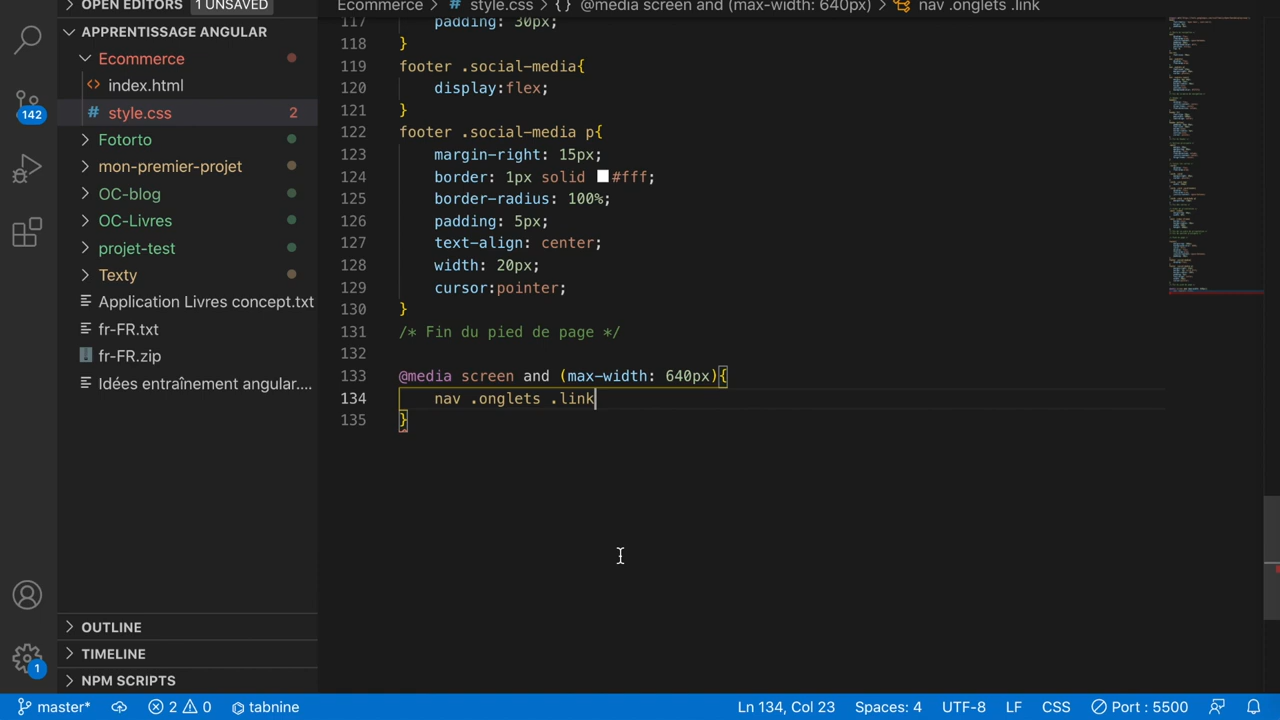 OPEN EDITORS 1 UNSAVED
Ecommerce > # style.css > {} @media screen and (max-width: 640px) > nav .onglets .link
APPRENTISSAGE ANGULAR
Ecommerce
<> index.html
# style.css 2
Fotorto
mon-premier-projet
OC-blog
OC-Livres
projet-test
Texty
Application Livres concept.txt
fr-FR.txt
fr-FR.zip
Idées entraînement angular....
OUTLINE
TIMELINE
NPM SCRIPTS
142
1
117 padding: 30px;
118 }
119 footer .social-media{
120 display:flex;
121 }
122 footer .social-media p{
123 margin-right: 15px;
124 border: 1px solid #fff;
125 border-radius: 100%;
126 padding: 5px;
127 text-align: center;
128 width: 20px;
129 cursor:pointer;
130 }
131 /* Fin du pied de page */
132
133 @media screen and (max-width: 640px){
134 nav .onglets .link
135 }
master* 2 0 tabnine Ln 134, Col 23 Spaces: 4 UTF-8 LF CSS Port : 5500